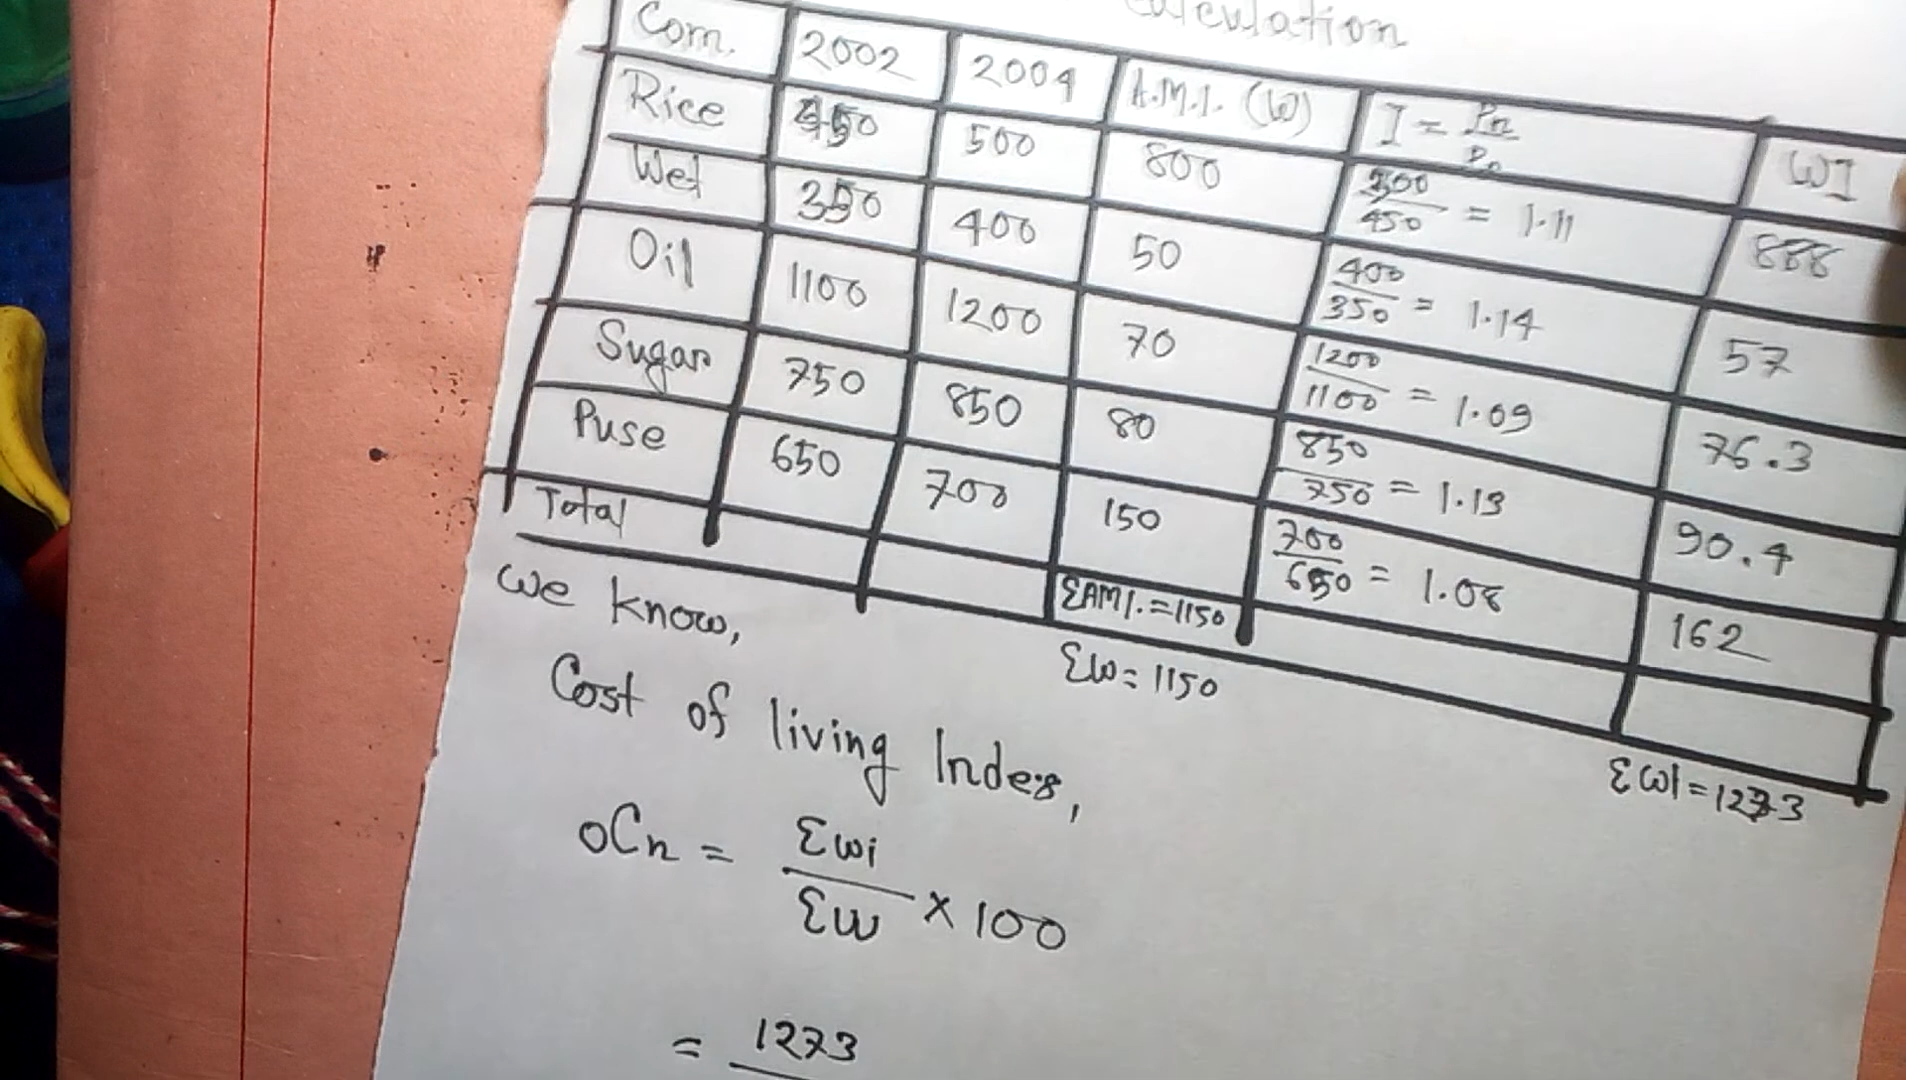 Calculation
Com. 2002 2004 A.M.I. (W) I = Pn/Po WI
Rice 450 500 800 500/450 = 1.11 888
Wet 350 400 50 400/350 = 1.14 57
Oil 1100 1200 70 1200/1100 = 1.09 76.3
Sugar 750 850 80 850/750 = 1.13 90.4
Puse 650 700 150 700/650 = 1.08 162
Total ΣAMI. = 1150
Σw = 1150
ΣWI = 1273
we know,
Cost of living Index,
oCn = Σwi/Σw × 100
= 1273